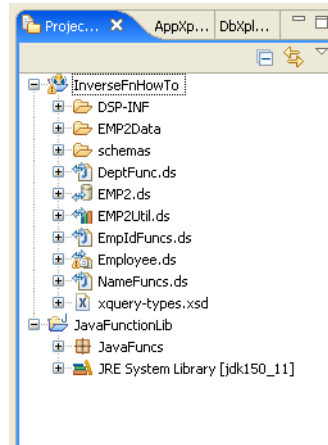 Projec... AppXp... DbXpl...
InverseFnHowTo
DSP-INF
EMP2Data
schemas
DeptFunc.ds
EMP2.ds
EMP2Util.ds
EmpIdFuncs.ds
Employee.ds
NameFuncs.ds
xquery-types.xsd
JavaFunctionLib
JavaFuncs
JRE System Library [jdk150_11]